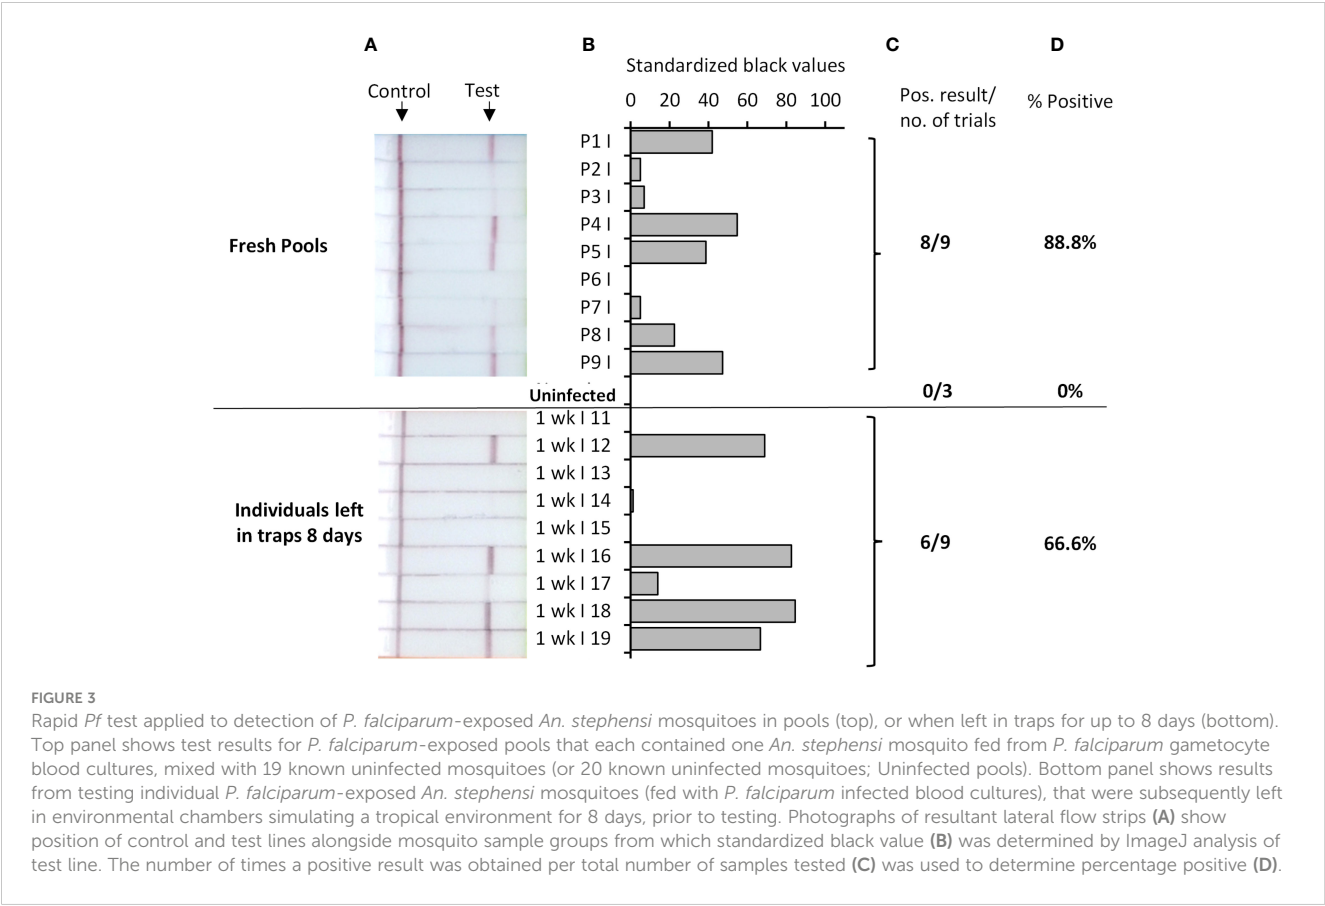 A B C D
Standardized black values
Control Test
0 20 40 60 80 100
Pos. result/
no. of trials
% Positive
Fresh Pools
P1 I
P2 I
P3 I
P4 I
P5 I
P6 I
P7 I
P8 I
P9 I
8/9 88.8%
Uninfected 0/3 0%
Individuals left
in traps 8 days
1 wk I 11
1 wk I 12
1 wk I 13
1 wk I 14
1 wk I 15
1 wk I 16
1 wk I 17
1 wk I 18
1 wk I 19
6/9 66.6%
FIGURE 3
Rapid Pf test applied to detection of P. falciparum-exposed An. stephensi mosquitoes in pools (top), or when left in traps for up to 8 days (bottom).
Top panel shows test results for P. falciparum-exposed pools that each contained one An. stephensi mosquito fed from P. falciparum gametocyte
blood cultures, mixed with 19 known uninfected mosquitoes (or 20 known uninfected mosquitoes; Uninfected pools). Bottom panel shows results
from testing individual P. falciparum-exposed An. stephensi mosquitoes (fed with P. falciparum infected blood cultures), that were subsequently left
in environmental chambers simulating a tropical environment for 8 days, prior to testing. Photographs of resultant lateral flow strips (A) show
position of control and test lines alongside mosquito sample groups from which standardized black value (B) was determined by ImageJ analysis of
test line. The number of times a positive result was obtained per total number of samples tested (C) was used to determine percentage positive (D).